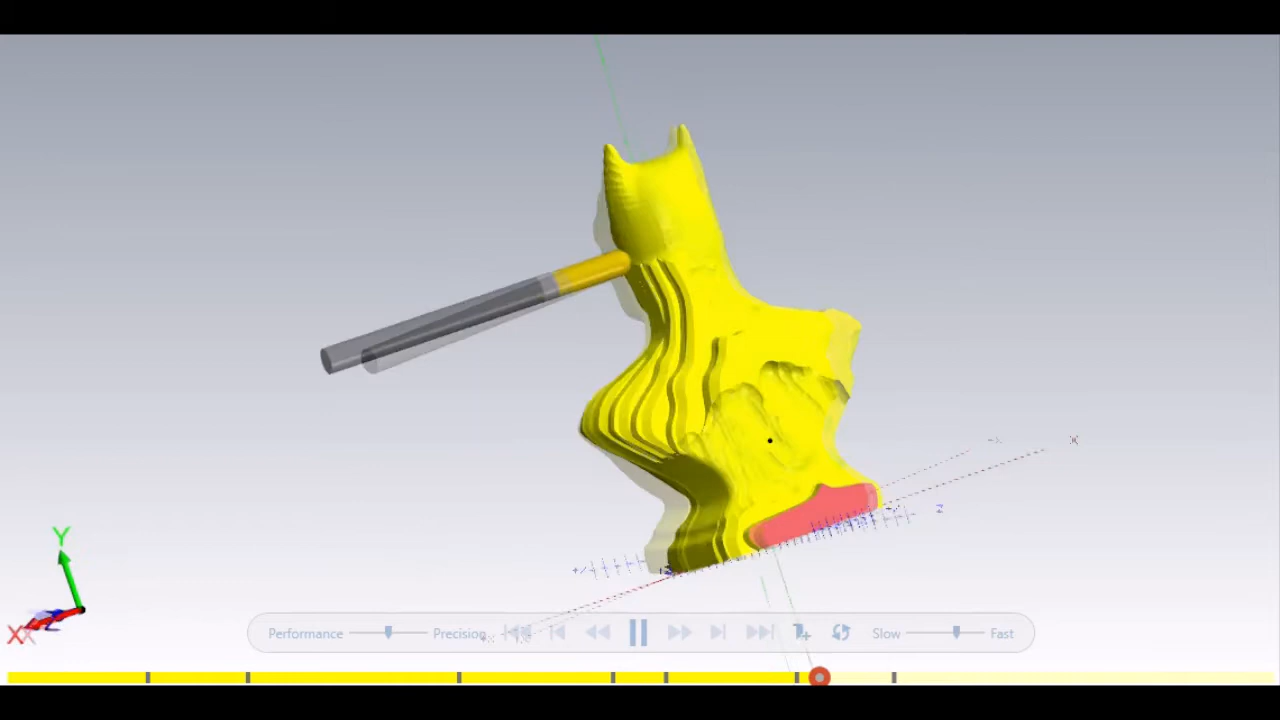 X
Z
Y
X
Performance
Precision
Slow
Fast